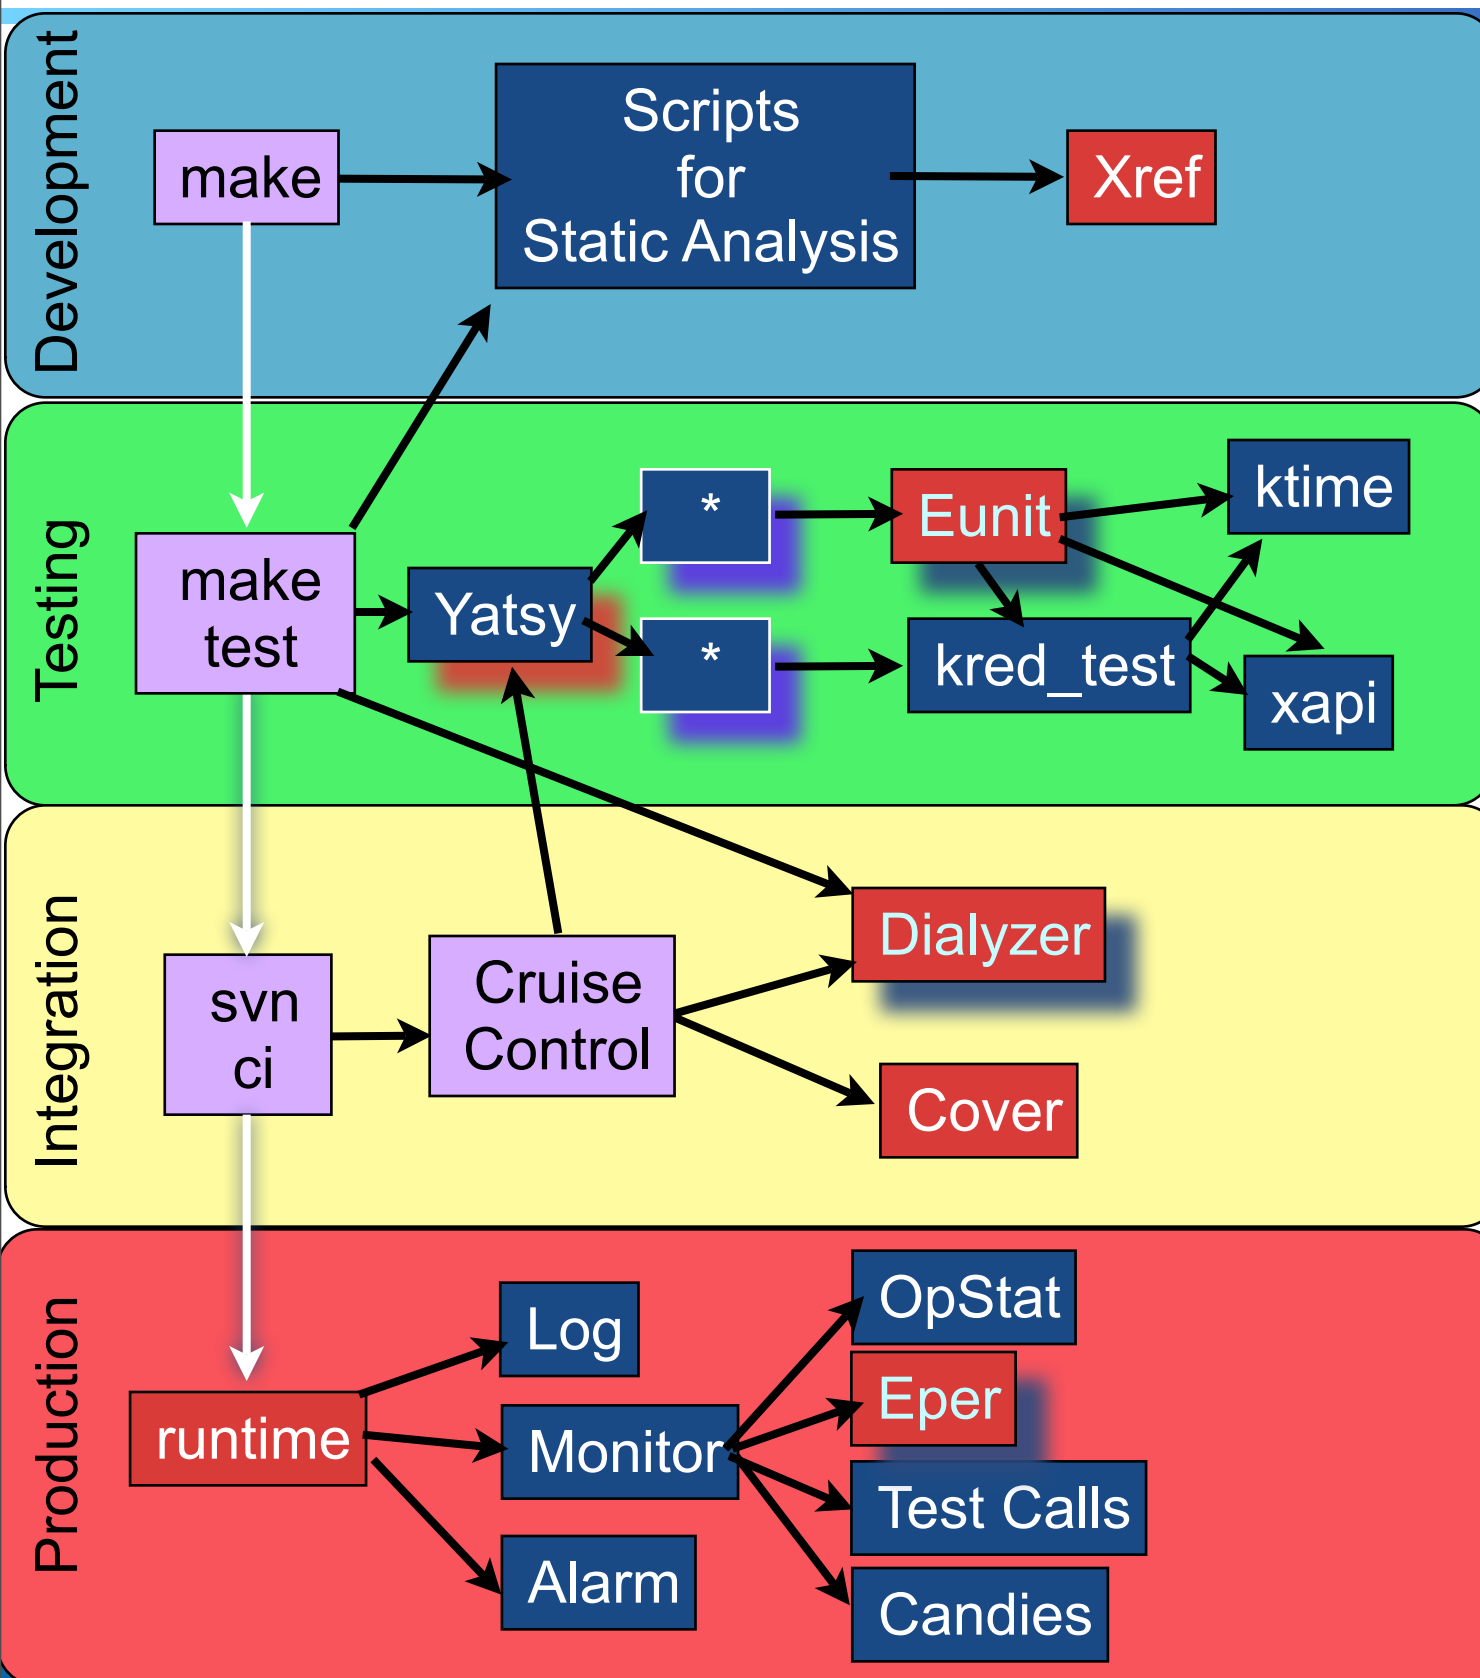 Development
make
Scripts
for
Static Analysis
Xref
Testing
make
test
Yatsy
*
*
Eunit
kred_test
ktime
xapi
Integration
svn
ci
Cruise
Control
Dialyzer
Cover
Production
runtime
Log
Monitor
Alarm
OpStat
Eper
Test Calls
Candies